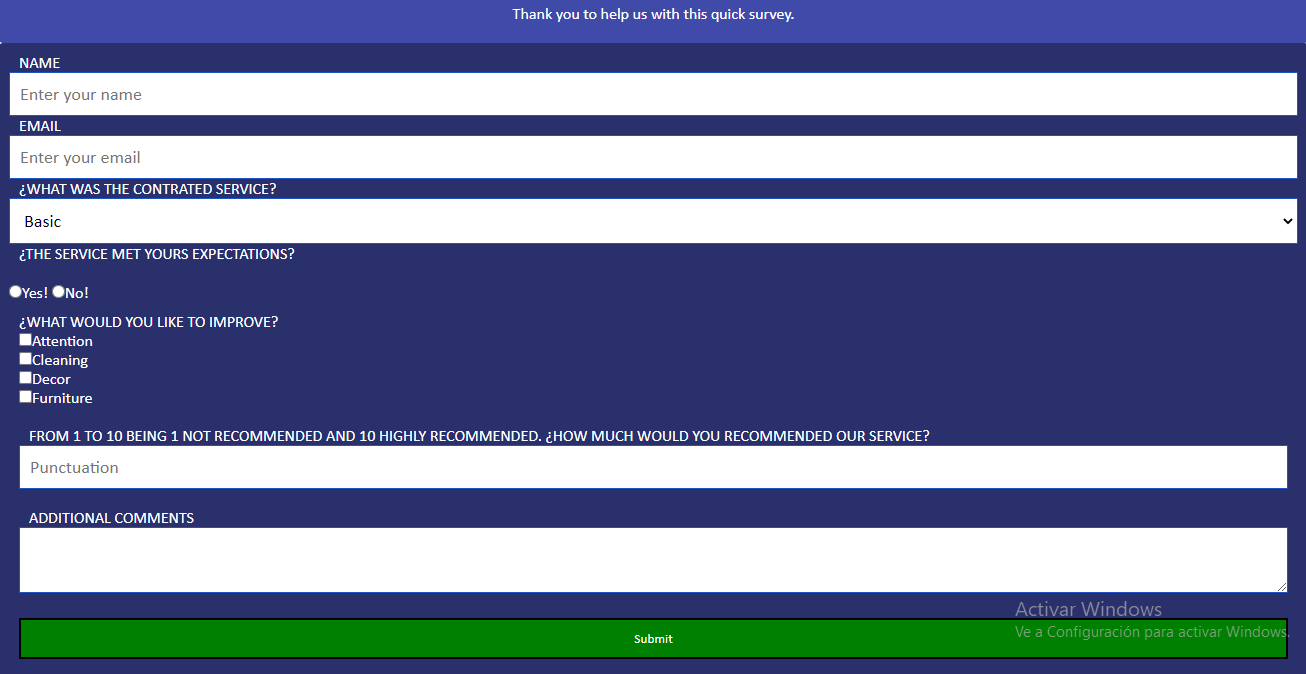 Thank you to help us with this quick survey.
NAME
Enter your name
EMAIL
Enter your email
¿WHAT WAS THE CONTRATED SERVICE?
Basic
¿THE SERVICE MET YOURS EXPECTATIONS?
Yes! No!
¿WHAT WOULD YOU LIKE TO IMPROVE?
Attention
Cleaning
Decor
Furniture
FROM 1 TO 10 BEING 1 NOT RECOMMENDED AND 10 HIGHLY RECOMMENDED. ¿HOW MUCH WOULD YOU RECOMMENDED OUR SERVICE?
Punctuation
ADDITIONAL COMMENTS
Activar Windows
Ve a Configuración para activar Windows.
Submit